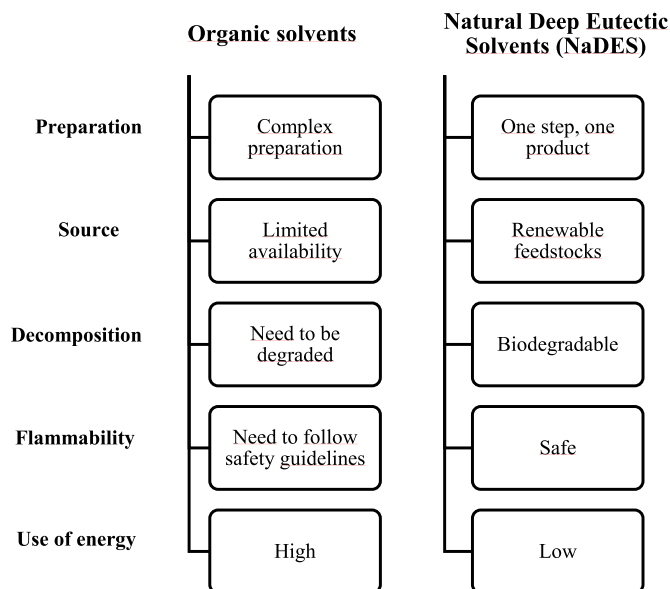 Organic solvents
Natural Deep Eutectic
Solvents (NaDES)
Preparation
Complex
preparation
One step, one
product
Source
Limited
availability
Renewable
feedstocks
Decomposition
Need to be
degraded
Biodegradable
Flammability
Need to follow
safety guidelines
Safe
Use of energy
High
Low